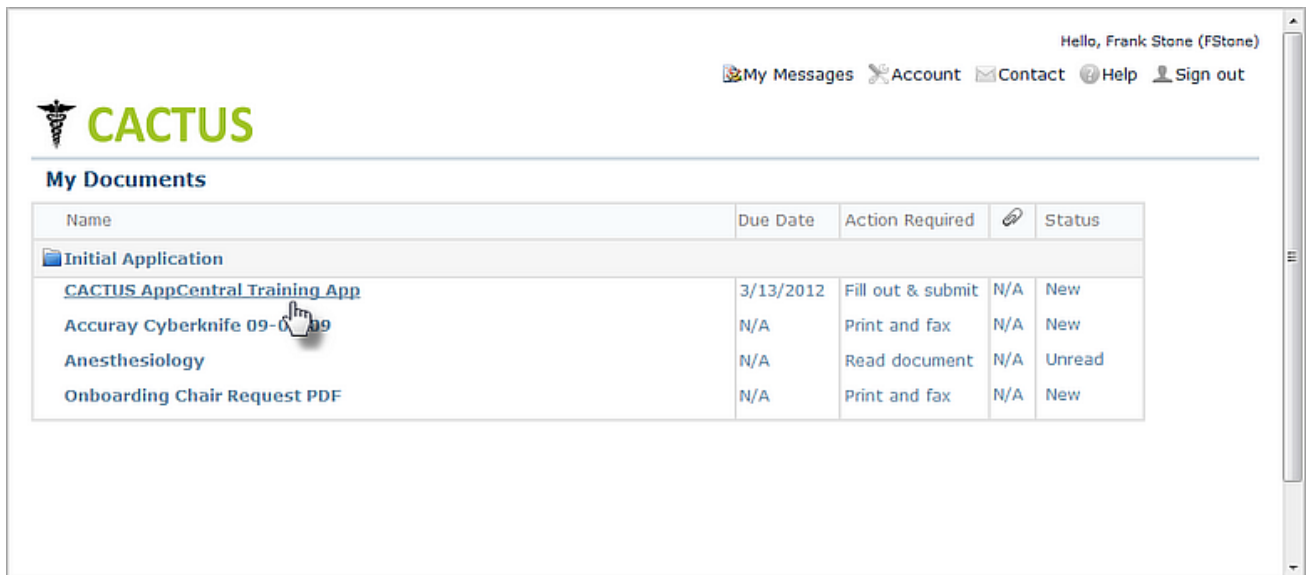 Hello, Frank Stone (FStone)
My Messages Account Contact Help Sign out
CACTUS
My Documents
Name Due Date Action Required Status
Initial Application
CACTUS AppCentral Training App 3/13/2012 Fill out & submit N/A New
Accuray Cyberknife N/A Print and fax N/A New
Anesthesiology N/A Read document N/A Unread
Onboarding Chair Request PDF N/A Print and fax N/A New